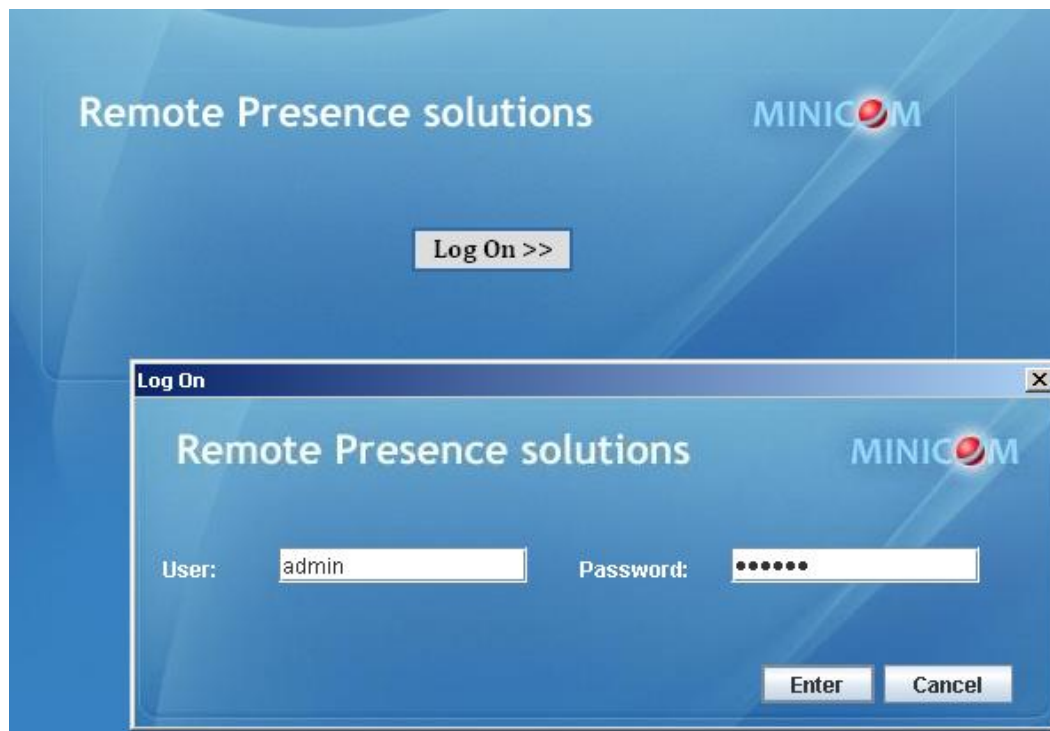 Remote Presence solutions
MINICOM
Log On >>
Log On
Remote Presence solutions
MINICOM
User: admin Password: ••••••
Enter Cancel